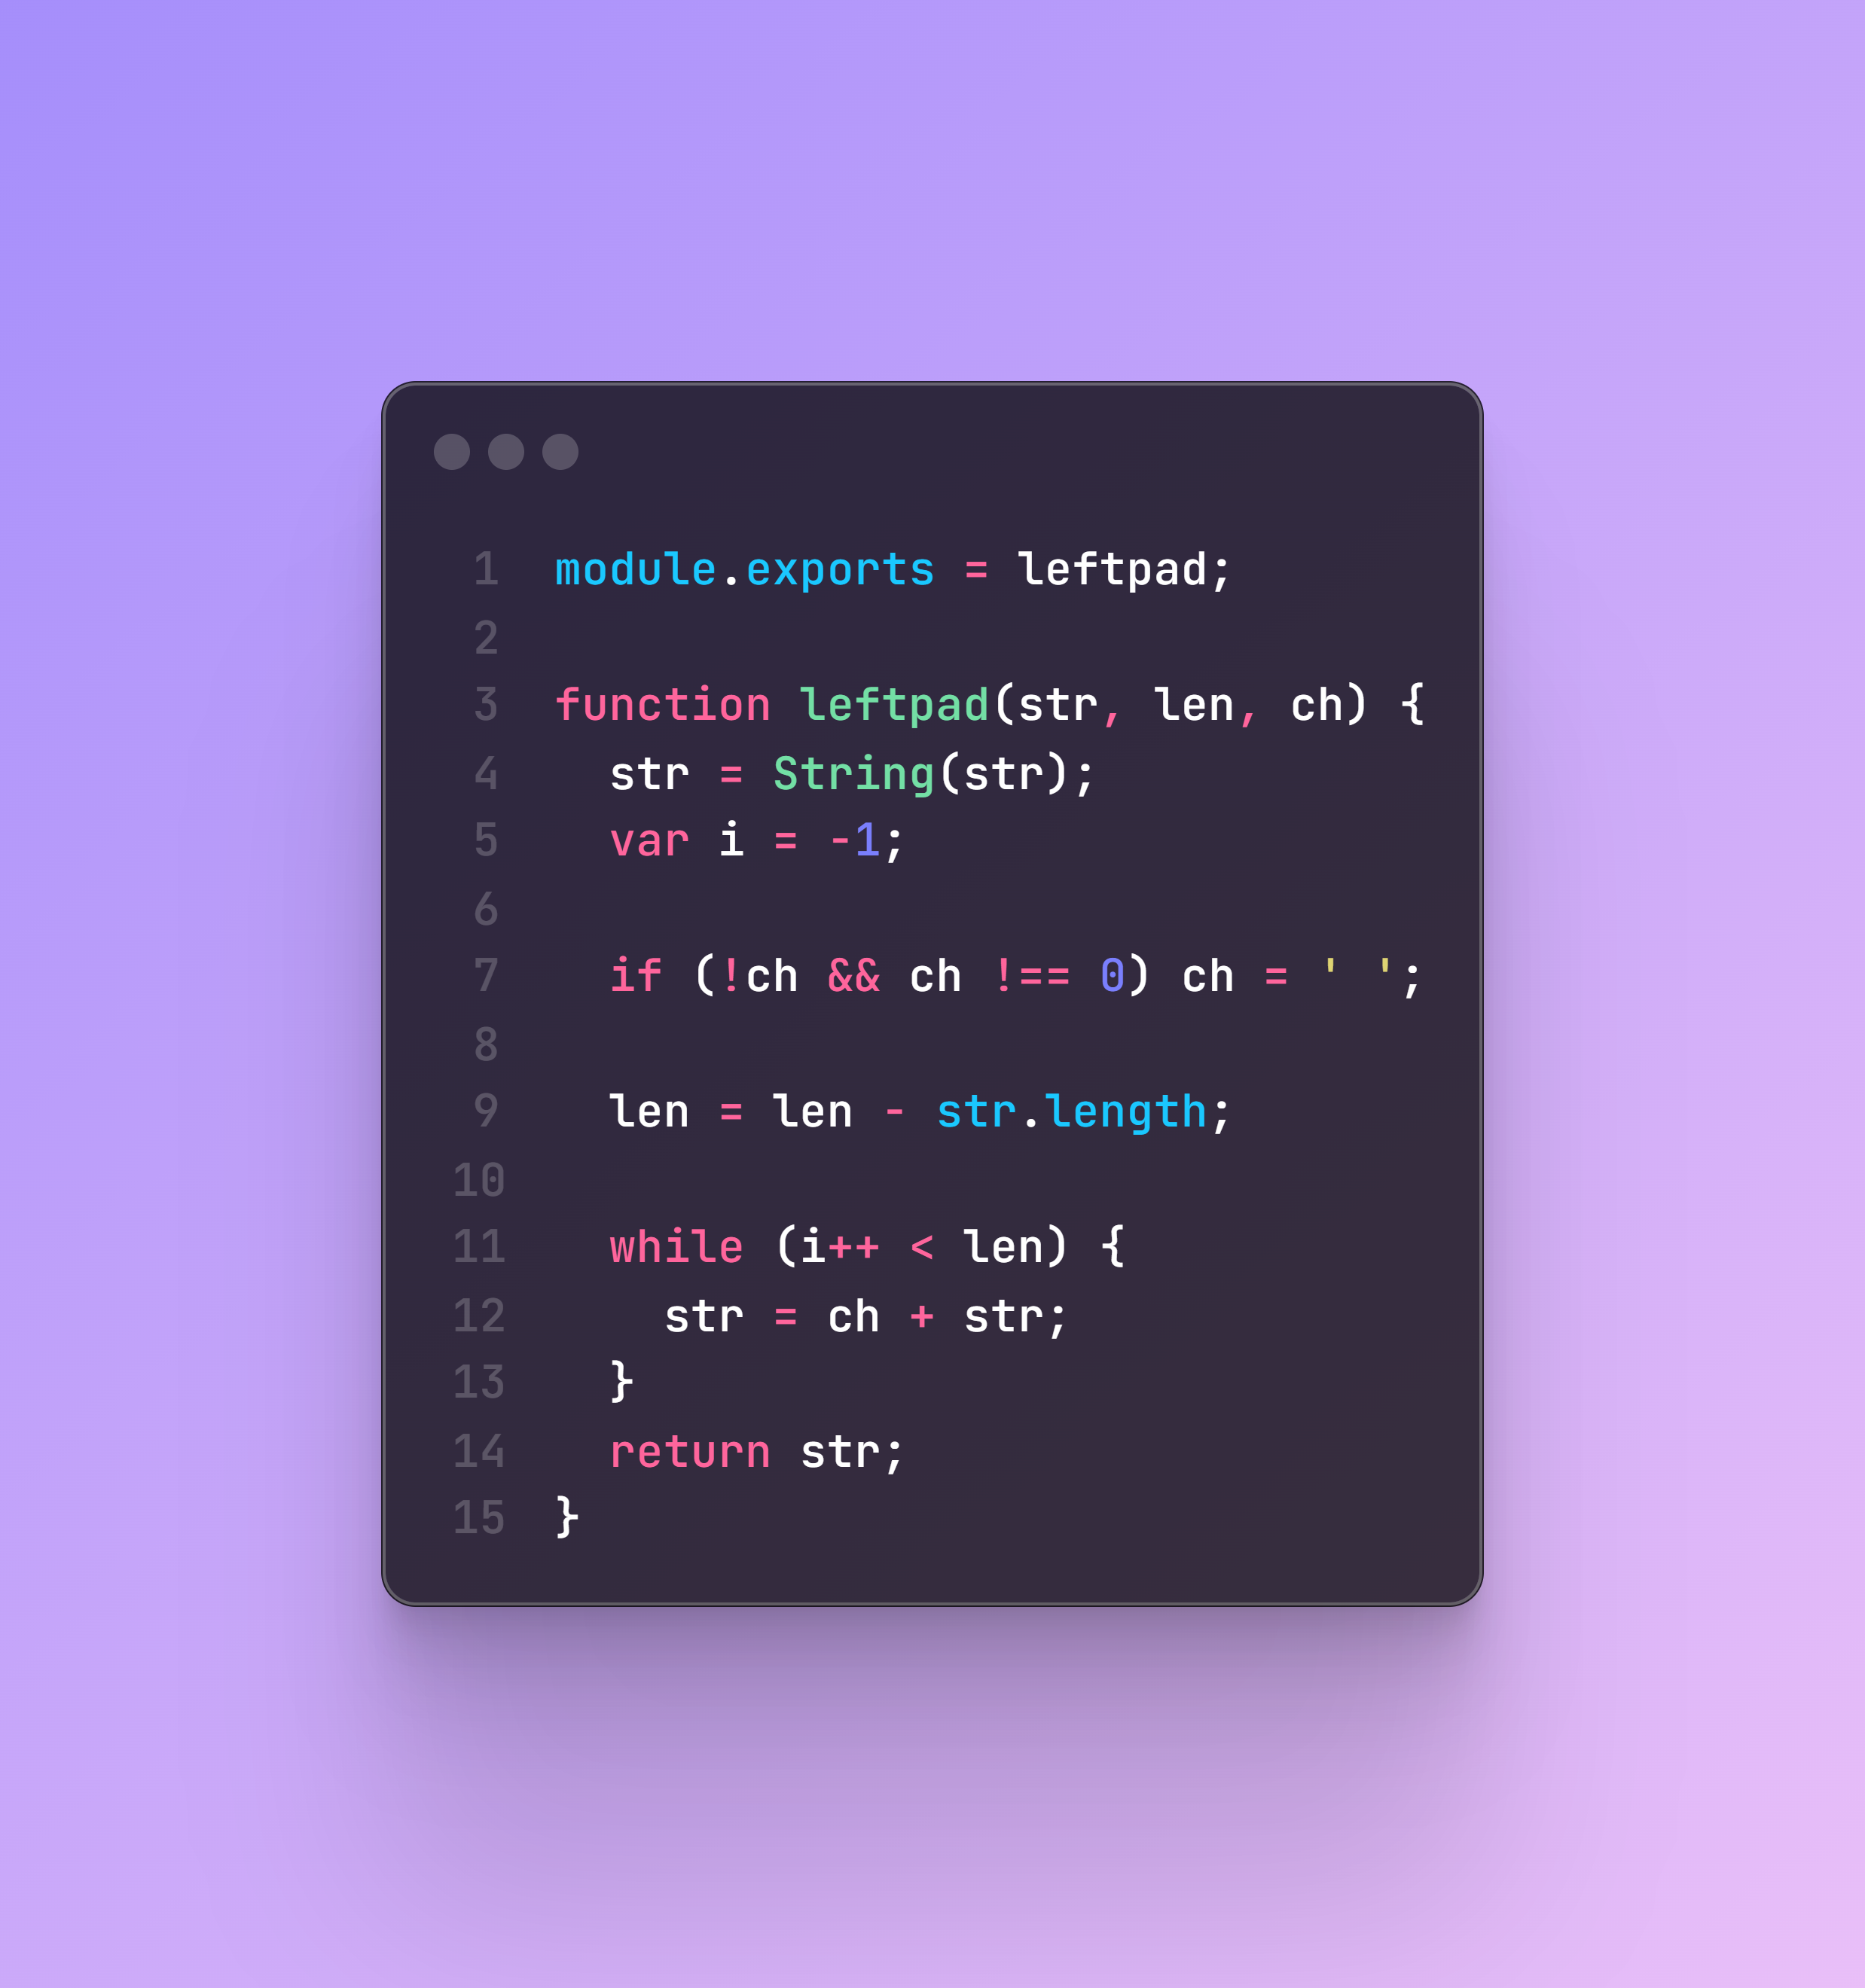 1 module.exports = leftpad;
2
3 function leftpad(str, len, ch) {
4   str = String(str);
5   var i = -1;
6
7   if (!ch && ch !== 0) ch = ' ';
8
9   len = len - str.length;
10
11   while (i++ < len) {
12     str = ch + str;
13   }
14   return str;
15 }